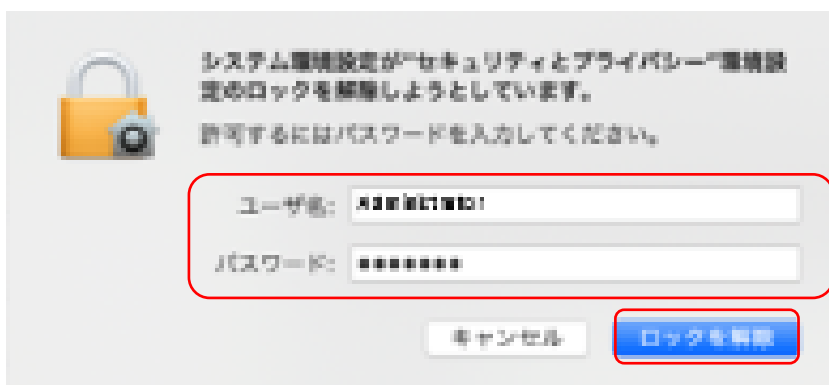 システム環境設定が"セキュリティとプライバシー"環境設
定のロックを解除しようとしています。
許可するにはパスワードを入力してください。
ユーザ名: Administrator
パスワード: ●●●●●●●
キャンセル
ロックを解除